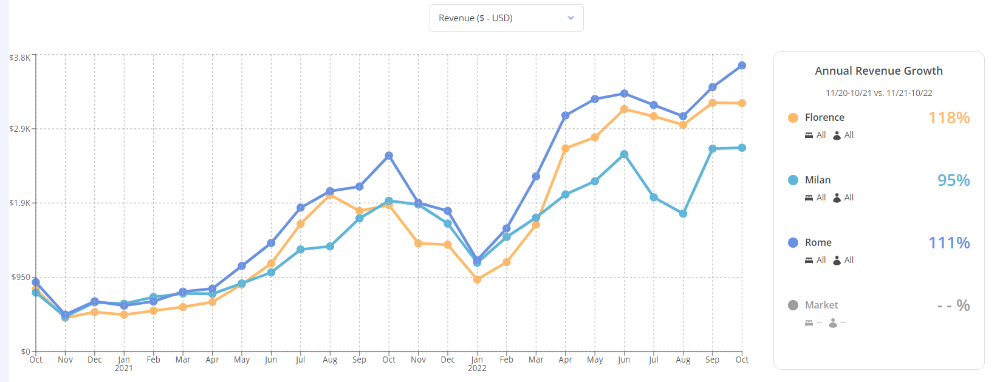 Revenue ($ - USD)
$3.8K
$2.9K
$1.9K
$950
$0
Oct Nov Dec Jan Feb Mar Apr May Jun Jul Aug Sep Oct Nov Dec Jan Feb Mar Apr May Jun Jul Aug Sep Oct
2021 2022
Annual Revenue Growth
11/20-10/21 vs. 11/21-10/22
Florence 118%
All All
Milan 95%
All All
Rome 111%
All All
Market - - %
-- --